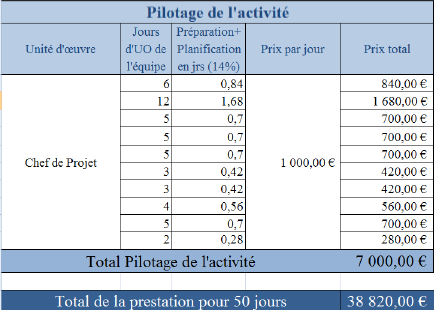 Pilotage de l'activité
Unité d'œuvre | Jours d'UO de l'équipe | Préparation+ Planification en jrs (14%) | Prix par jour | Prix total
6 | 0,84 | 840,00 €
12 | 1,68 | 1 680,00 €
5 | 0,7 | 700,00 €
5 | 0,7 | 700,00 €
5 | 0,7 | 700,00 €
Chef de Projet | 3 | 0,42 | 1 000,00 € | 420,00 €
3 | 0,42 | 420,00 €
4 | 0,56 | 560,00 €
5 | 0,7 | 700,00 €
2 | 0,28 | 280,00 €
Total Pilotage de l'activité | 7 000,00 €
Total de la prestation pour 50 jours | 38 820,00 €